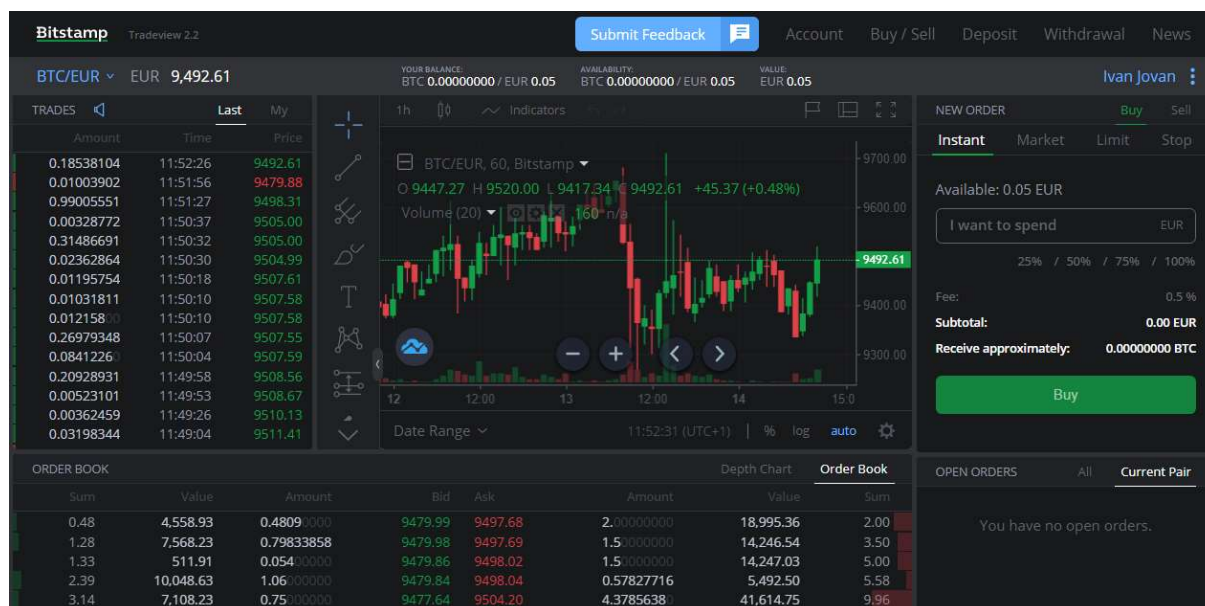 Bitstamp Tradeview 2.2 Submit Feedback Account Buy / Sell Deposit Withdrawal News
BTC/EUR EUR 9,492.61
YOUR BALANCE:
BTC 0.00000000 / EUR 0.05
AVAILABILITY:
BTC 0.00000000 / EUR 0.05
VALUE:
EUR 0.05
Ivan Jovan
TRADES Last My
Amount Time Price
0.18538104 11:52:26 9492.61
0.01003902 11:51:56 9479.88
0.99005551 11:51:27 9498.31
0.00328772 11:50:37 9505.00
0.31486691 11:50:32 9505.00
0.02362864 11:50:30 9504.99
0.01195754 11:50:18 9507.61
0.01031811 11:50:10 9507.58
0.01215800 11:50:10 9507.58
0.26979348 11:50:07 9507.55
0.08412260 11:50:04 9507.59
0.20928931 11:49:58 9508.56
0.00523101 11:49:53 9508.67
0.00362459 11:49:26 9510.13
0.03198344 11:49:04 9511.41
1h Indicators
BTC/EUR, 60, Bitstamp
O 9447.27 H 9520.00 L 9417.34 C 9492.61 +45.37 (+0.48%)
Volume (20) 160 n/a
9700.00
9600.00
9492.61
9400.00
9300.00
12 12:00 13 12:00 14 15:0
Date Range 11:52:31 (UTC+1) % log auto
NEW ORDER Buy Sell
Instant Market Limit Stop
Available: 0.05 EUR
I want to spend EUR
25% / 50% / 75% / 100%
Fee: 0.5 %
Subtotal: 0.00 EUR
Receive approximately: 0.00000000 BTC
Buy
ORDER BOOK Depth Chart Order Book
Sum Value Amount Bid Ask Amount Value Sum
0.48 4,558.93 0.48090000 9479.99 9497.68 2.00000000 18,995.36 2.00
1.28 7,568.23 0.79833858 9479.98 9497.69 1.50000000 14,246.54 3.50
1.33 511.91 0.05400000 9479.86 9498.02 1.50000000 14,247.03 5.00
2.39 10,048.63 1.06000000 9479.84 9498.04 0.57827716 5,492.50 5.58
3.14 7,108.23 0.75000000 9477.64 9504.20 4.37856380 41,614.75 9.96
OPEN ORDERS All Current Pair
You have no open orders.